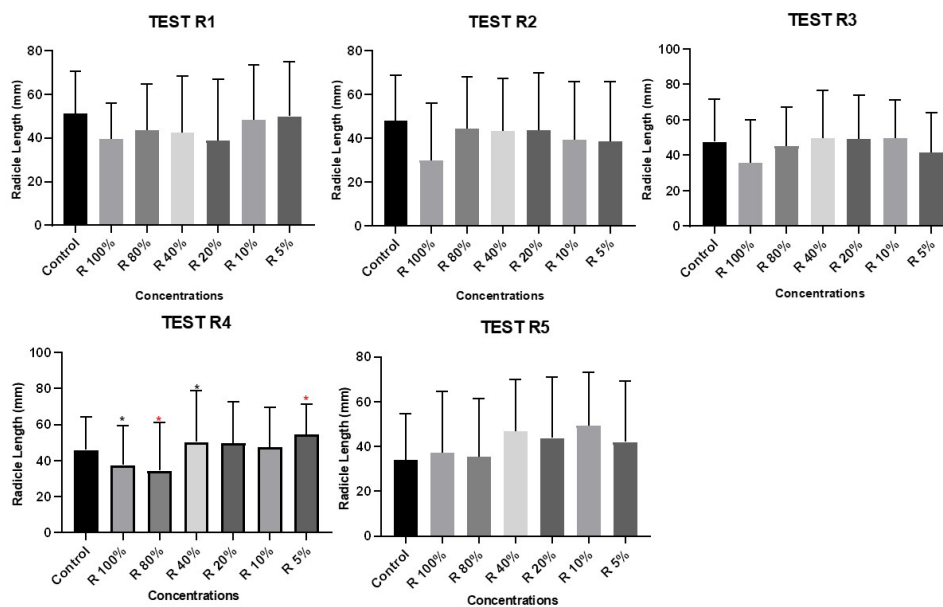 TEST R1
80
60
40
20
0
Radicle Length (mm)
Control
R 100%
R 80%
R 40%
R 20%
R 10%
R 5%
Concentrations
TEST R2
80
60
40
20
0
Radicle Length (mm)
Control
R 100%
R 80%
R 40%
R 20%
R 10%
R 5%
Concentrations
TEST R3
100
80
60
40
20
0
Radicle Length (mm)
Control
R 100%
R 80%
R 40%
R 20%
R 10%
R 5%
Concentrations
TEST R4
100
80
60
40
20
0
Radicle Length (mm)
*
*
*
*
Control
R 100%
R 80%
R 40%
R 20%
R 10%
R 5%
Concentrations
TEST R5
80
60
40
20
0
Radicle Length (mm)
Control
R 100%
R 80%
R 40%
R 20%
R 10%
R 5%
Concentrations